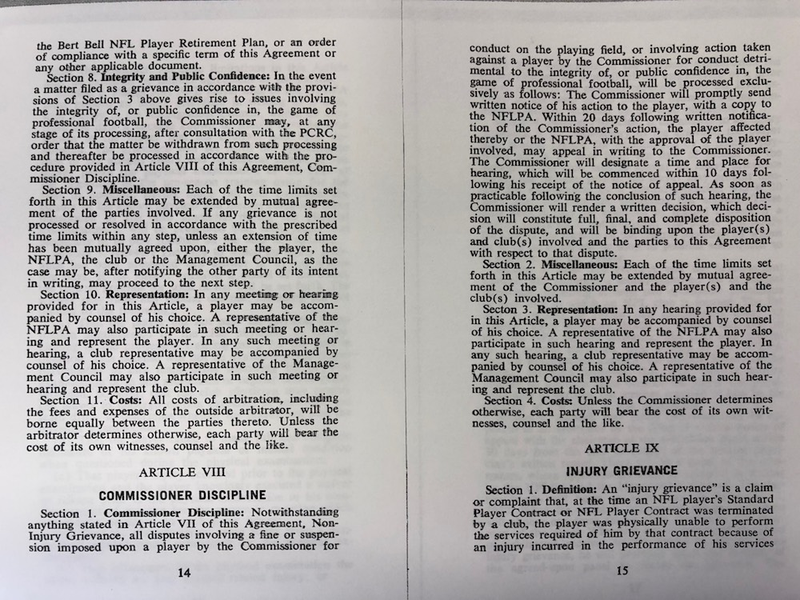 the Bert Bell NFL Player Retirement Plan, or an order
of compliance with a specific term of this Agreement or
any other applicable document.
Section 8. Integrity and Public Confidence: In the event
a matter filed as a grievance in accordance with the provi-
sions of Section 3 above gives rise to issues involving
the integrity of, or public confidence in, the game of
professional football, the Commissioner may, at any
stage of its processing, after consultation with the PCRC,
order that the matter be withdrawn from such processing
and thereafter be processed in accordance with the pro-
cedure provided in Article VIII of this Agreement, Com-
missioner Discipline.
Section 9. Miscellaneous: Each of the time limits set
forth in this Article may be extended by mutual agree-
ment of the parties involved. If any grievance is not
processed or resolved in accordance with the prescribed
time limits within any step, unless an extension of time
has been mutually agreed upon, either the player, the
NFLPA, the club or the Management Council, as the
case may be, after notifying the other party of its intent
in writing, may proceed to the next step.
Section 10. Representation: In any meeting or hearing
provided for in this Article, a player may be accom-
panied by counsel of his choice. A representative of the
NFLPA may also participate in such meeting or hear-
ing and represent the player. In any such meeting or
hearing, a club representative may be accompanied by
counsel of his choice. A representative of the Manage-
ment Council may also participate in such meeting or
hearing and represent the club.
Section 11. Costs: All costs of arbitration, including
the fees and expenses of the outside arbitrator, will be
borne equally between the parties thereto. Unless the
arbitrator determines otherwise, each party will bear the
cost of its own witnesses, counsel and the like.
ARTICLE VIII
COMMISSIONER DISCIPLINE
Section 1. Commissioner Discipline: Notwithstanding
anything stated in Article VII of this Agreement, Non-
Injury Grievance, all disputes involving a fine or suspen-
sion imposed upon a player by the Commissioner for
14
conduct on the playing field, or involving action taken
against a player by the Commissioner for conduct detri-
mental to the integrity of, or public confidence in, the
game of professional football, will be processed exclu-
sively as follows: The Commissioner will promptly send
written notice of his action to the player, with a copy to
the NFLPA. Within 20 days following written notifica-
tion of the Commissioner's action, the player affected
thereby or the NFLPA, with the approval of the player
involved, may appeal in writing to the Commissioner.
The Commissioner will designate a time and place for
hearing, which will be commenced within 10 days fol-
lowing his receipt of the notice of appeal. As soon as
practicable following the conclusion of such hearing, the
Commissioner will render a written decision, which deci-
sion will constitute full, final, and complete disposition
of the dispute, and will be binding upon the player(s)
and club(s) involved and the parties to this Agreement
with respect to that dispute.
Section 2. Miscellaneous: Each of the time limits set
forth in this Article may be extended by mutual agree-
ment of the Commissioner and the player(s) and the
club(s) involved.
Secton 3. Representation: In any hearing provided for
in this Article, a player may be accompanied by counsel
of his choice. A representative of the NFLPA may also
participate in such hearing and represent the player. In
any such hearing, a club representative may be accom-
panied by counsel of his choice. A representative of the
Management Council may also participate in such hear-
ing and represent the club.
Section 4. Costs: Unless the Commissioner determines
otherwise, each party will bear the cost of its own wit-
nesses, counsel and the like.
ARTICLE IX
INJURY GRIEVANCE
Section 1. Definition: An "injury grievance" is a claim
or complaint that, at the time an NFL player's Standard
Player Contract or NFL Player Contract was terminated
by a club, the player was physically unable to perform
the services required of him by that contract because of
an injury incurred in the performance of his services
15